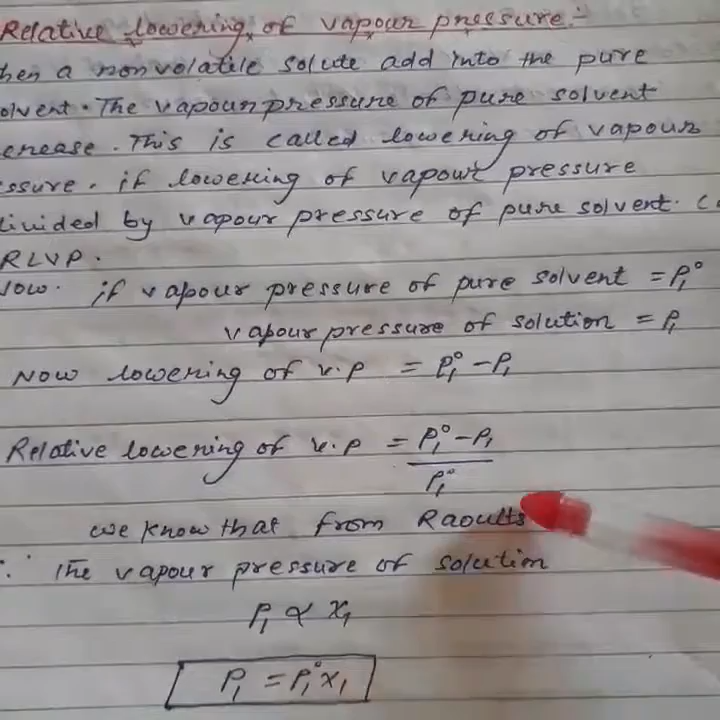 Relative lowering of vapour pressure :-
hen a nonvolatile solute add into the pure
olvent. The vapour pressure of pure solvent
crease. This is called lowering of vapour
ssure. if lowering of vapour pressure
ivided by vapour pressure of pure solvent. C
RLVP.
Now. if vapour pressure of pure solvent = P₁°
vapour pressure of solution = P₁
Now lowering of v.p = P₁° - P₁
Relative lowering of v.p = P₁° - P₁ / P₁°
we know that from Raoults
∴ The vapour pressure of solution
P₁ ∝ x₁
P₁ = P₁° x₁